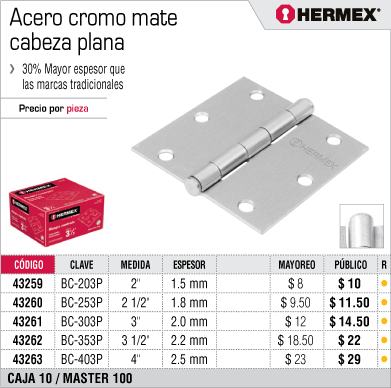 Acero cromo mate
cabeza plana
HERMEX®
30% Mayor espesor que
las marcas tradicionales
Precio por pieza
HERMEX
HERMEX
3½
HERMEX
CÓDIGO CLAVE MEDIDA ESPESOR MAYOREO PÚBLICO R
43259 BC-203P 2" 1.5 mm $ 8 $ 10
43260 BC-253P 2 1/2" 1.8 mm $ 9.50 $ 11.50
43261 BC-303P 3" 2.0 mm $ 12 $ 14.50
43262 BC-353P 3 1/2" 2.2 mm $ 18.50 $ 22
43263 BC-403P 4" 2.5 mm $ 23 $ 29
CAJA 10 / MASTER 100